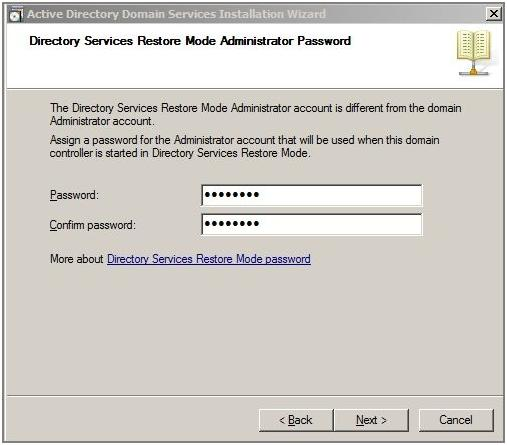 Active Directory Domain Services Installation Wizard
Directory Services Restore Mode Administrator Password
The Directory Services Restore Mode Administrator account is different from the domain
Administrator account.
Assign a password for the Administrator account that will be used when this domain
controller is started in Directory Services Restore Mode.
Password: ●●●●●●●●
Confirm password: ●●●●●●●●
More about Directory Services Restore Mode password
< Back Next > Cancel